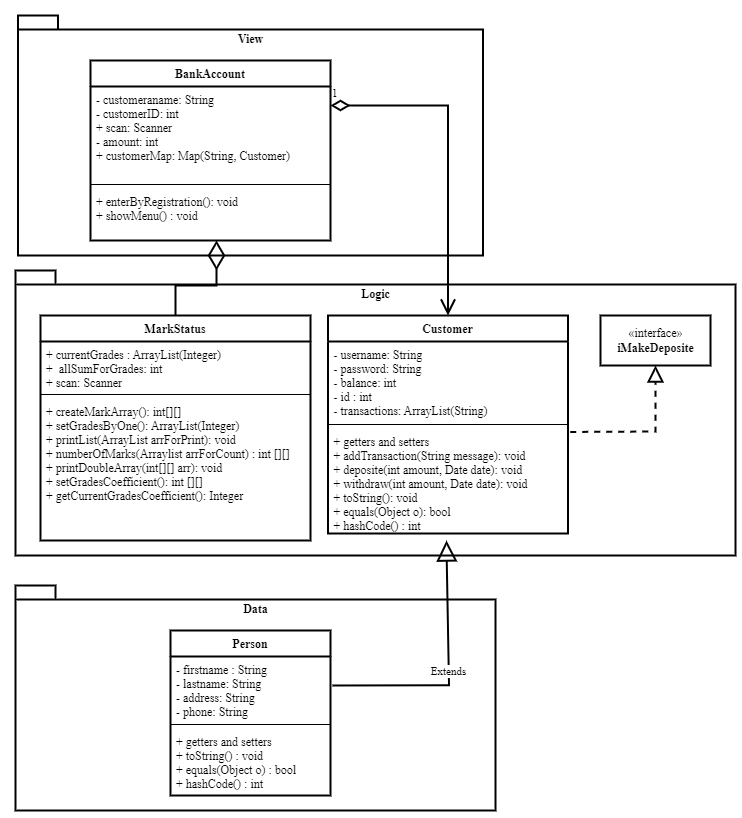 View
BankAccount
- customeraname: String
- customerID: int
+ scan: Scanner
- amount: int
+ customerMap: Map(String, Customer)
+ enterByRegistration(): void
+ showMenu() : void
1
Logic
MarkStatus
+ currentGrades : ArrayList(Integer)
+ allSumForGrades: int
+ scan: Scanner
+ createMarkArray(): int[][]
+ setGradesByOne(): ArrayList(Integer)
+ printList(ArrayList arrForPrint): void
+ numberOfMarks(Arraylist arrForCount) : int [][]
+ printDoubleArray(int[][] arr): void
+ setGradesCoefficient(): int [][]
+ getCurrentGradesCoefficient(): Integer
Customer
- username: String
- password: String
- balance: int
- id : int
- transactions: ArrayList(String)
+ getters and setters
+ addTransaction(String message): void
+ deposite(int amount, Date date): void
+ withdraw(int amount, Date date): void
+ toString(): void
+ equals(Object o): bool
+ hashCode() : int
«interface»
iMakeDeposite
Data
Person
- firstname : String
- lastname: String
- address: String
- phone: String
+ getters and setters
+ toString() : void
+ equals(Object o) : bool
+ hashCode() : int
Extends